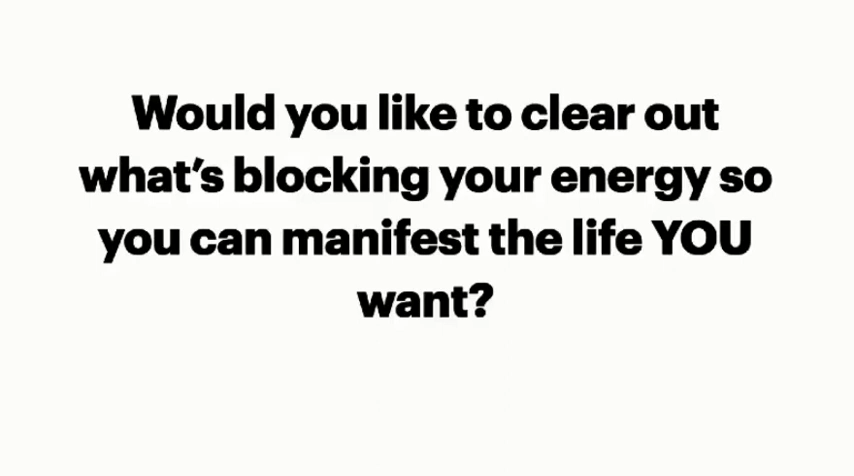 Would you like to clear out
what’s blocking your energy so
you can manifest the life YOU
want?